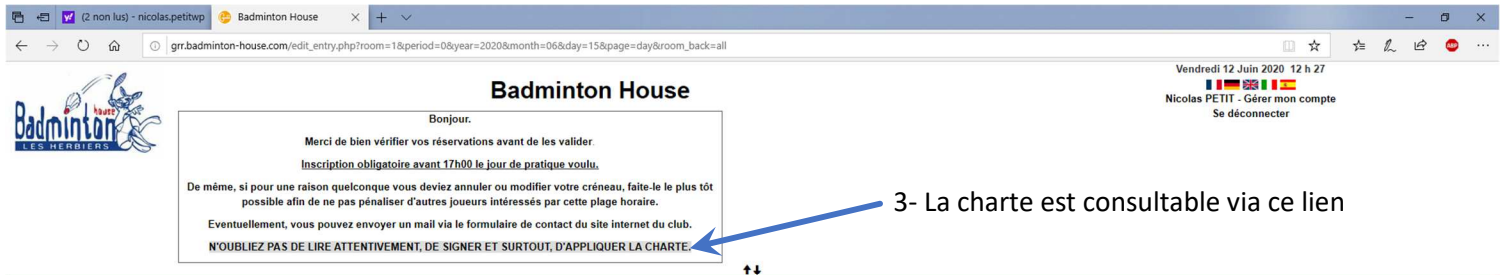 (2 non lus) - nicolas.petitwp
Badminton House
grr.badminton-house.com/edit_entry.php?room=1&period=0&year=2020&month=06&day=15&page=day&room_back=all
ABP
house
Badminton
LES HERBIERS
Badminton House
Vendredi 12 Juin 2020 12 h 27
Nicolas PETIT - Gérer mon compte
Se déconnecter
Bonjour.
Merci de bien vérifier vos réservations avant de les valider.
Inscription obligatoire avant 17h00 le jour de pratique voulu.
De même, si pour une raison quelconque vous deviez annuler ou modifier votre créneau, faite-le le plus tôt
possible afin de ne pas pénaliser d'autres joueurs intéressés par cette plage horaire.
Eventuellement, vous pouvez envoyer un mail via le formulaire de contact du site internet du club.
N'OUBLIEZ PAS DE LIRE ATTENTIVEMENT, DE SIGNER ET SURTOUT, D'APPLIQUER LA CHARTE.
3- La charte est consultable via ce lien